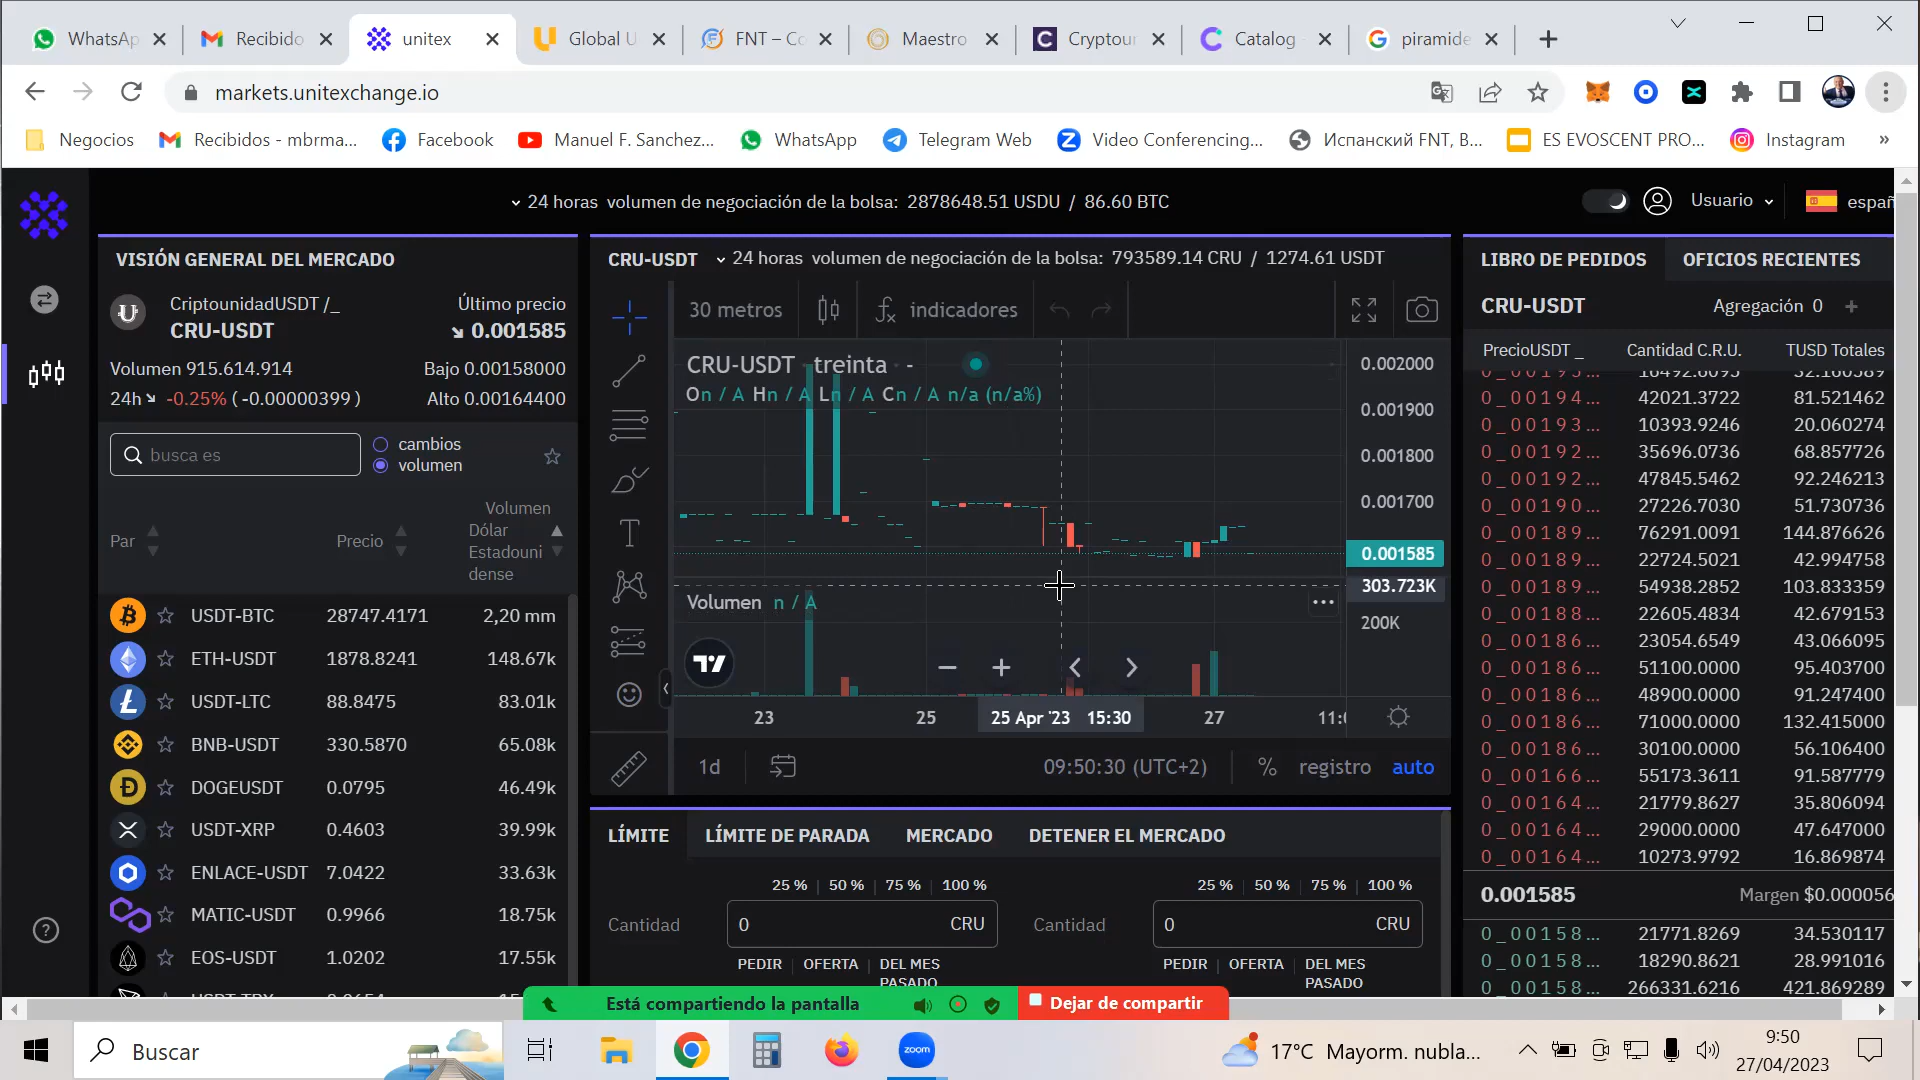 WhatsAp
Recibido
unitex
Global U
FNT – Co
Maestro
Cryptour
Catalog
piramide
markets.unitexchange.io
Negocios
Recibidos - mbrma...
Facebook
Manuel F. Sanchez...
WhatsApp
Telegram Web
Video Conferencing...
Испанский FNT, B...
ES EVOSCENT PRO...
Instagram
»
24 horas volumen de negociación de la bolsa: 2878648.51 USDU / 86.60 BTC
Usuario
españ
VISIÓN GENERAL DEL MERCADO
CriptounidadUSDT /_
Último precio
CRU-USDT
0.001585
Volumen 915.614.914
Bajo 0.00158000
24h -0.25% ( -0.00000399 )
Alto 0.00164400
busca es
cambios
volumen
Par
Precio
Volumen
Dólar
Estadouni
dense
USDT-BTC 28747.4171 2,20 mm
ETH-USDT 1878.8241 148.67k
USDT-LTC 88.8475 83.01k
BNB-USDT 330.5870 65.08k
DOGEUSDT 0.0795 46.49k
USDT-XRP 0.4603 39.99k
ENLACE-USDT 7.0422 33.63k
MATIC-USDT 0.9966 18.75k
EOS-USDT 1.0202 17.55k
CRU-USDT
24 horas volumen de negociación de la bolsa: 793589.14 CRU / 1274.61 USDT
30 metros
indicadores
CRU-USDT treinta -
On / A Hn / A Ln / A Cn / A n/a (n/a%)
0.002000
0.001900
0.001800
0.001700
0.001585
303.723K
200K
Volumen n / A
23
25
25 Apr '23 15:30
27
11:0
1d
09:50:30 (UTC+2)
%
registro
auto
LÍMITE
LÍMITE DE PARADA
MERCADO
DETENER EL MERCADO
25 % | 50 % | 75 % | 100 %
25 % | 50 % | 75 % | 100 %
Cantidad
0 CRU
Cantidad
0 CRU
PEDIR | OFERTA | DEL MES
PASADO
PEDIR | OFERTA | DEL MES
PASADO
LIBRO DE PEDIDOS
OFICIOS RECIENTES
CRU-USDT
Agregación 0 +
PrecioUSDT _ Cantidad C.R.U. TUSD Totales
0_00195... 16492.6095 32.160589
0_00194... 42021.3722 81.521462
0_00193... 10393.9246 20.060274
0_00192... 35696.0736 68.857726
0_00192... 47845.5462 92.246213
0_00190... 27226.7030 51.730736
0_00189... 76291.0091 144.876626
0_00189... 22724.5021 42.994758
0_00189... 54938.2852 103.833359
0_00188... 22605.4834 42.679153
0_00186... 23054.6549 43.066095
0_00186... 51100.0000 95.403700
0_00186... 48900.0000 91.247400
0_00186... 71000.0000 132.415000
0_00186... 30100.0000 56.106400
0_00166... 55173.3611 91.587779
0_00164... 21779.8627 35.806094
0_00164... 29000.0000 47.647000
0_00164... 10273.9792 16.869874
0.001585
Margen $0.000056
0_00158... 21771.8269 34.530117
0_00158... 18290.8621 28.991016
0_00158... 266331.6216 421.869289
Está compartiendo la pantalla
Dejar de compartir
Buscar
zoom
17°C Mayorm. nubla...
9:50
27/04/2023